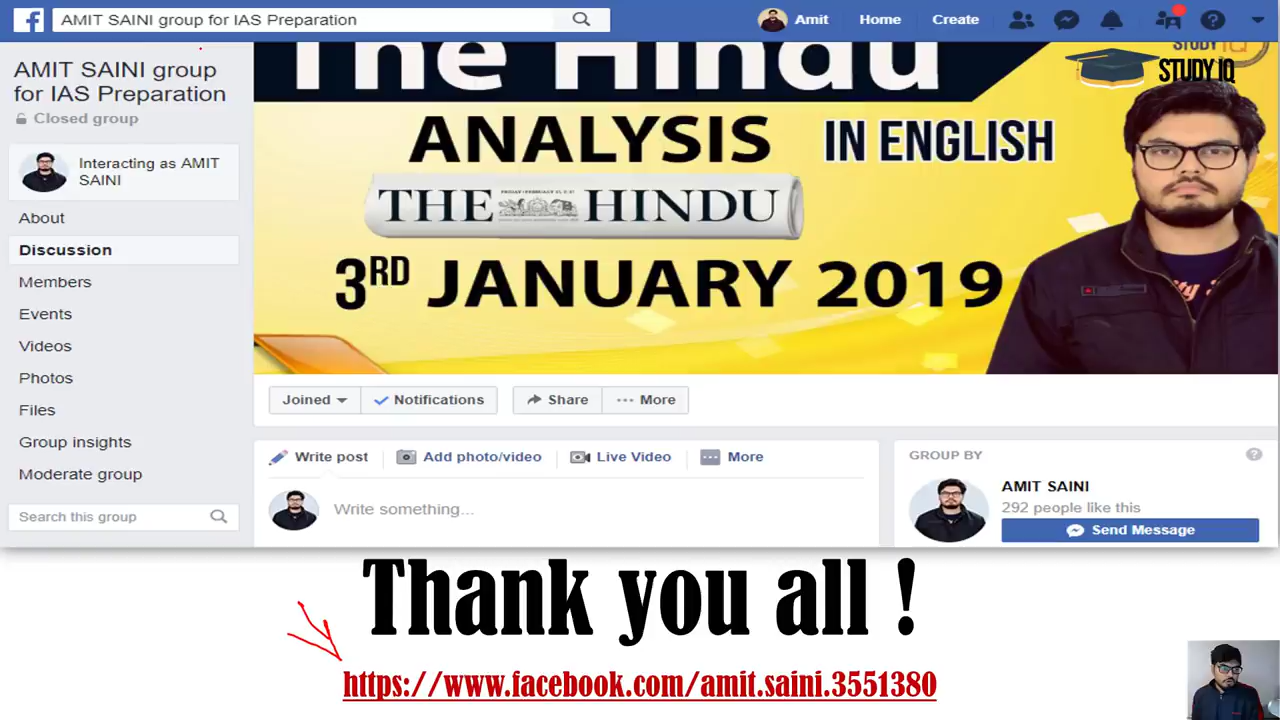 AMIT SAINI group for IAS Preparation
Amit
Home
Create
AMIT SAINI group
for IAS Preparation
Closed group
Interacting as AMIT
SAINI
About
Discussion
Members
Events
Videos
Photos
Files
Group insights
Moderate group
Search this group
The Hindu
STUDY IQ
STUDY IQ
ANALYSIS
IN ENGLISH
THE HINDU
3RD JANUARY 2019
Joined
Notifications
Share
More
Write post
Add photo/video
Live Video
More
Write something...
GROUP BY
AMIT SAINI
292 people like this
Send Message
Thank you all !
https://www.facebook.com/amit.saini.3551380